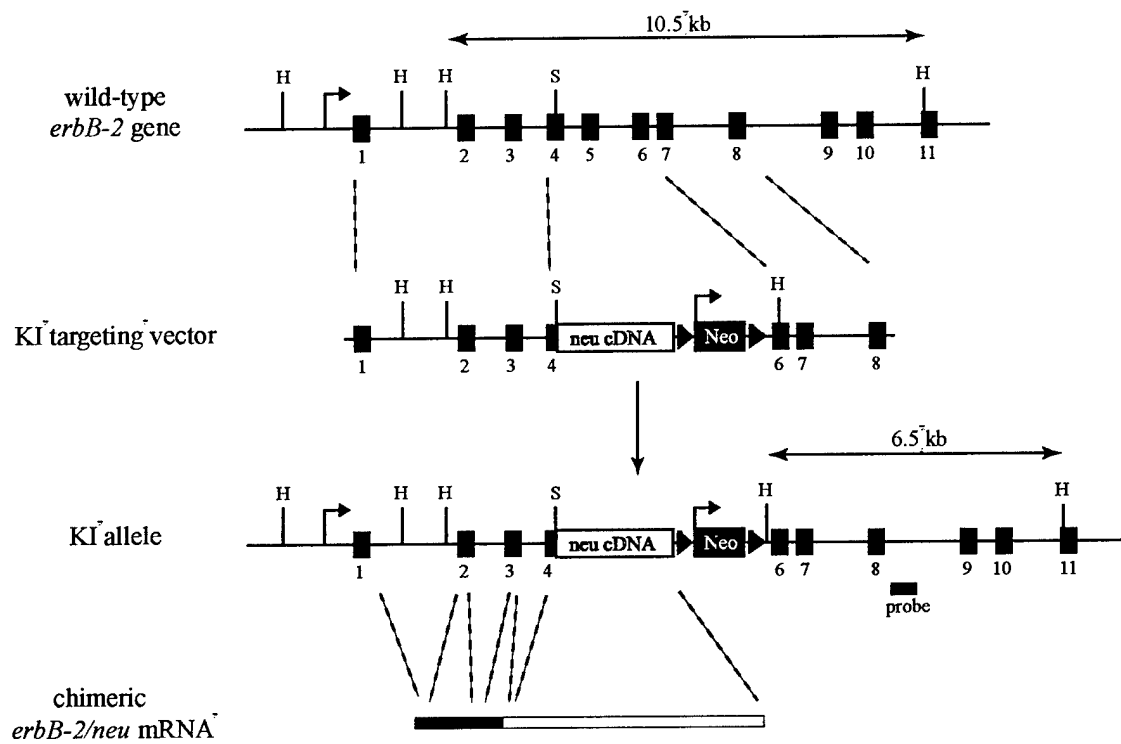 10.5 kb
H H H S H
wild-type
erbB-2 gene
1 2 3 4 5 6 7 8 9 10 11
H H S H
KI targeting vector
neu cDNA Neo
1 2 3 4 6 7 8
6.5 kb
H H H S H H
KI allele
neu cDNA Neo
1 2 3 4 6 7 8 9 10 11
probe
chimeric
erbB-2/neu mRNA